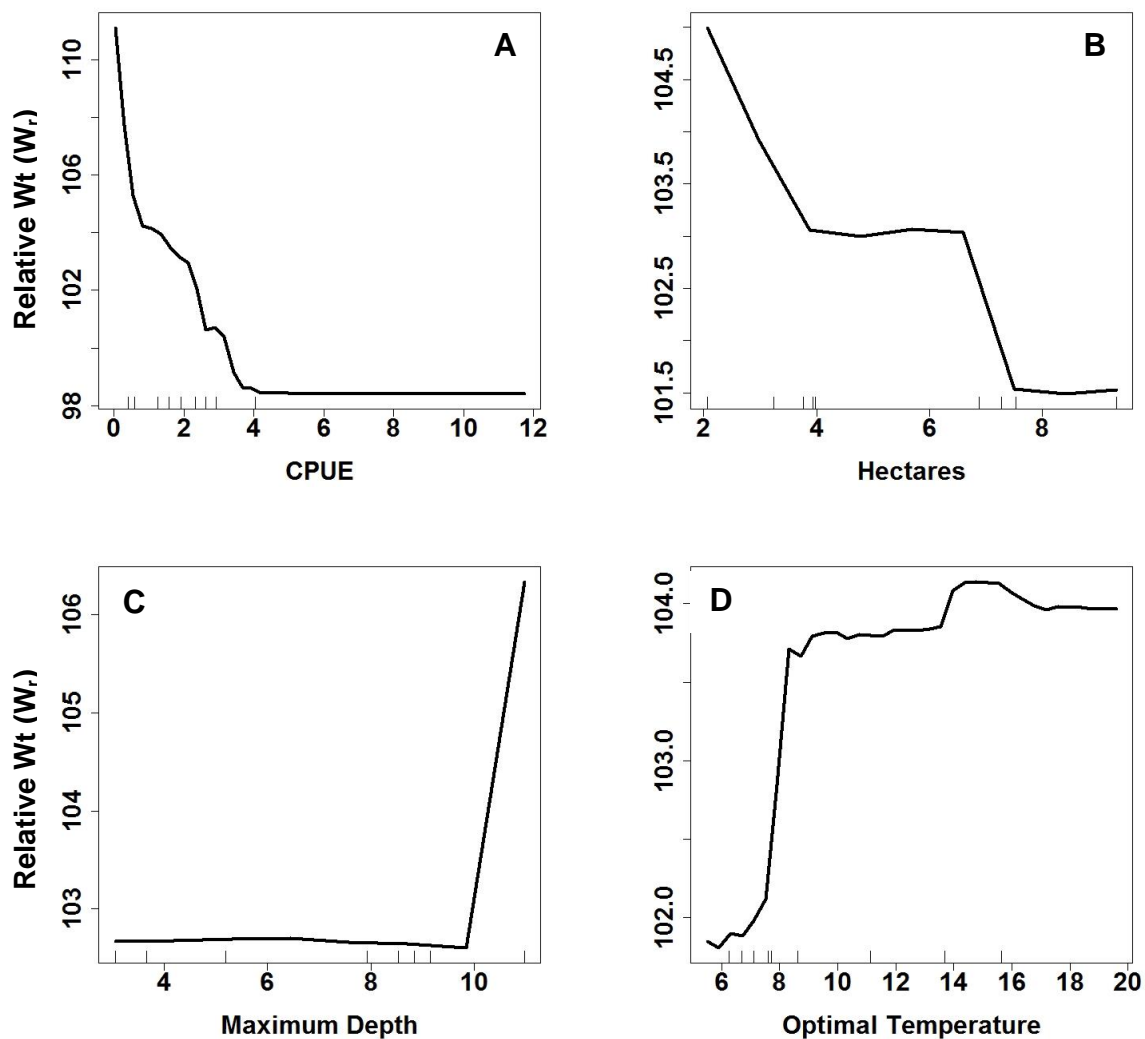 A
Relative Wt (Wr)
110
106
102
98
0 2 4 6 8 10 12
CPUE
B
104.5
103.5
102.5
101.5
2 4 6 8
Hectares
C
Relative Wt (Wr)
106
105
104
103
4 6 8 10
Maximum Depth
D
104.0
103.0
102.0
6 8 10 12 14 16 18 20
Optimal Temperature